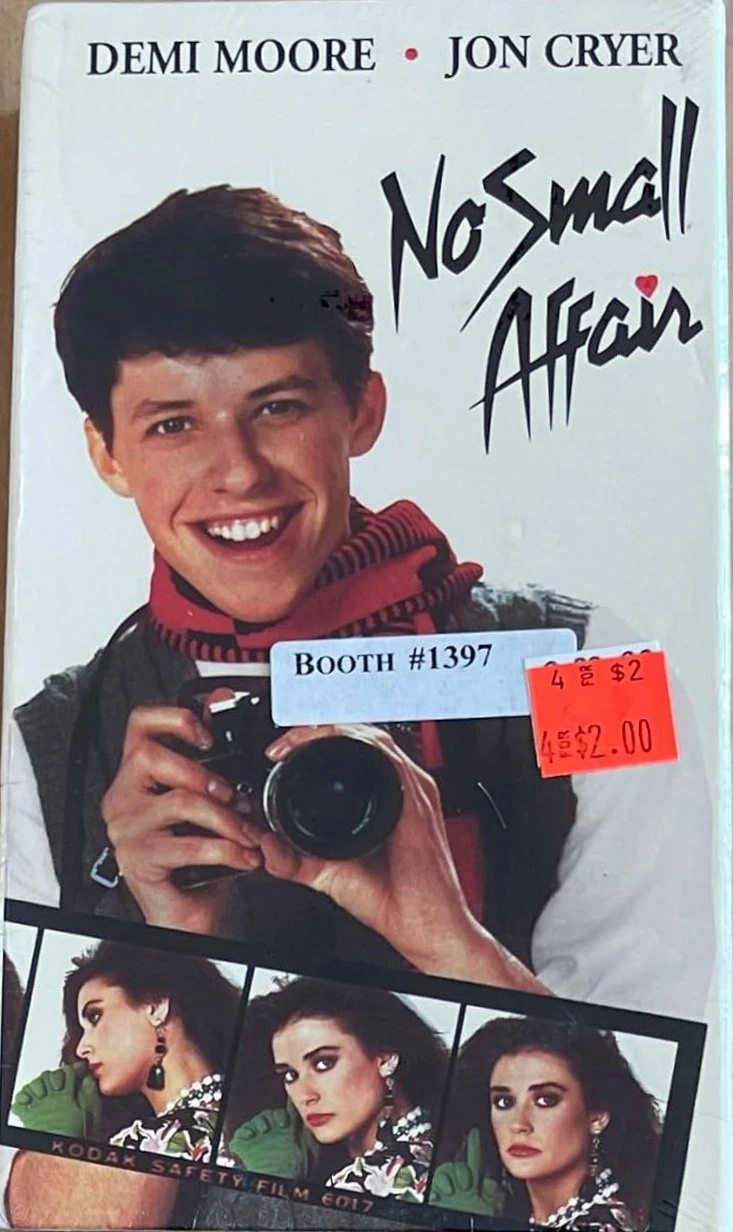 DEMI MOORE • JON CRYER
No Small
Affair
BOOTH #1397
4 FOR $2
4 FOR $2.00
KODAK SAFETY FILM 6017